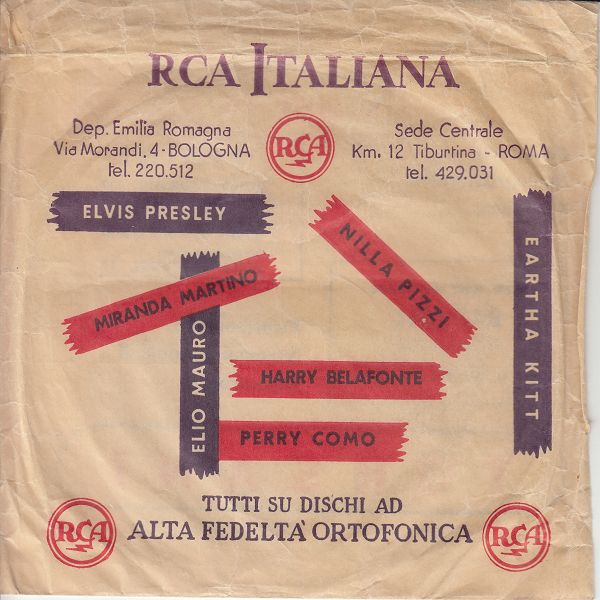 RCA ITALIANA
Dep. Emilia Romagna
Via Morandi, 4 - BOLOGNA
tel. 220.512
RCA
Sede Centrale
Km. 12 Tiburtina - ROMA
tel. 429.031
ELVIS PRESLEY
NILLA PIZZI
EARTHA KITT
MIRANDA MARTINO
ELIO MAURO
HARRY BELAFONTE
PERRY COMO
TUTTI SU DISCHI AD
RCA
ALTA FEDELTA' ORTOFONICA
RCA